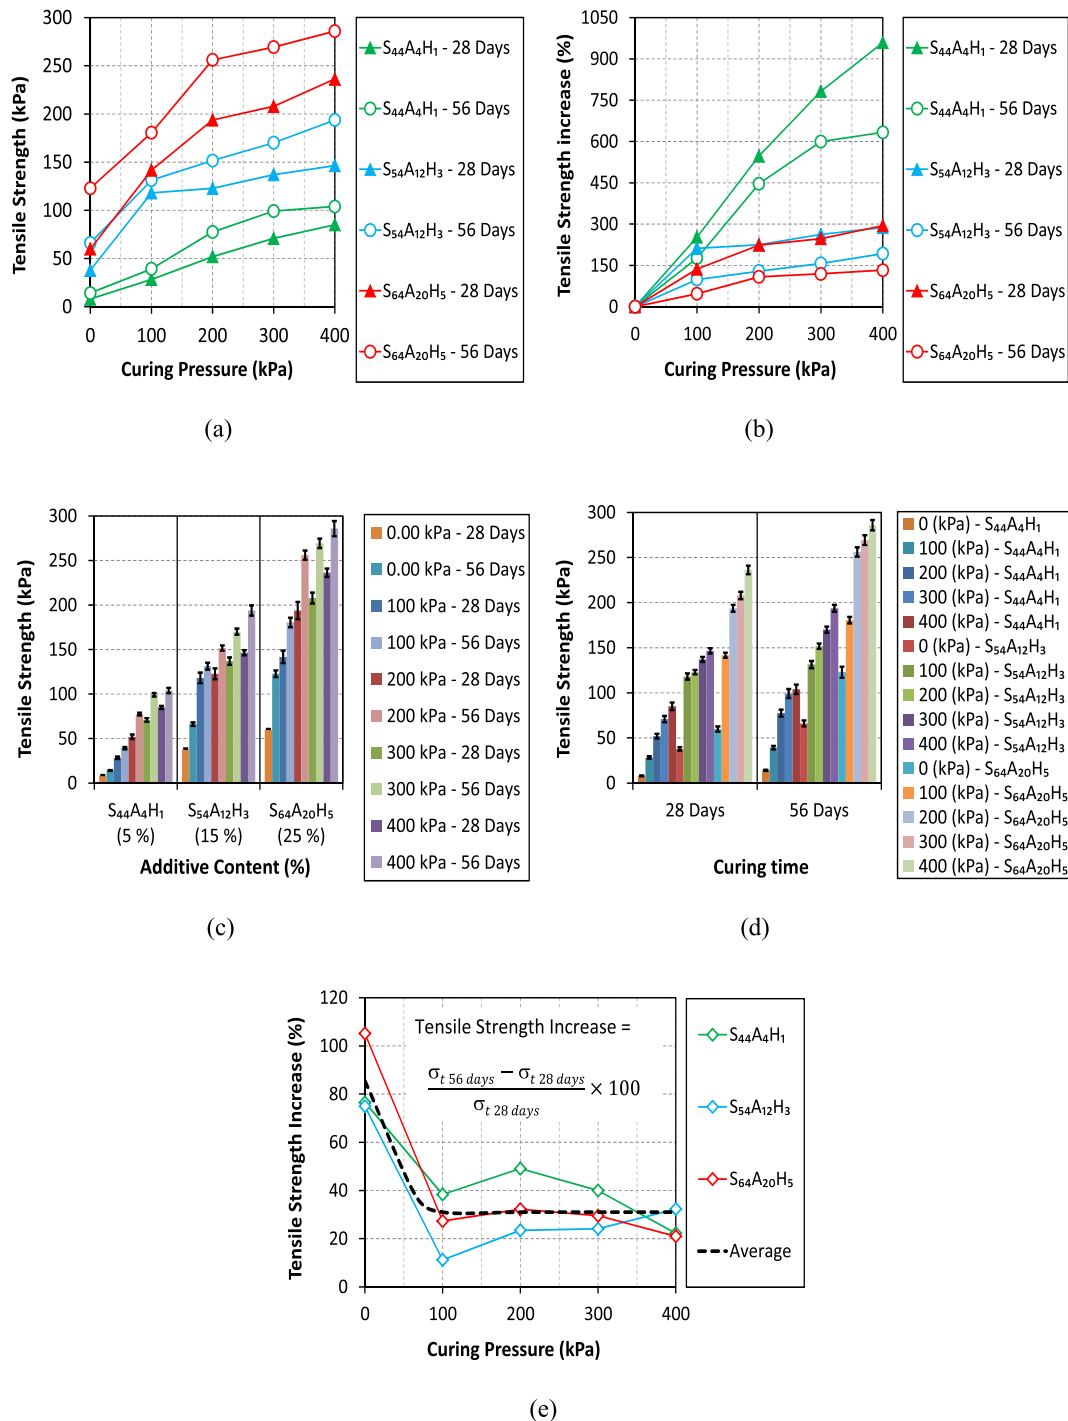 300
250
200
150
100
50
0
0 100 200 300 400
Tensile Strength (kPa)
Curing Pressure (kPa)
S₄₄A₄H₁ - 28 Days
S₄₄A₄H₁ - 56 Days
S₅₄A₁₂H₃ - 28 Days
S₅₄A₁₂H₃ - 56 Days
S₆₄A₂₀H₅ - 28 Days
S₆₄A₂₀H₅ - 56 Days
(a)
1050
900
750
600
450
300
150
0
0 100 200 300 400
Tensile Strength increase (%)
Curing Pressure (kPa)
S₄₄A₄H₁ - 28 Days
S₄₄A₄H₁ - 56 Days
S₅₄A₁₂H₃ - 28 Days
S₅₄A₁₂H₃ - 56 Days
S₆₄A₂₀H₅ - 28 Days
S₆₄A₂₀H₅ - 56 Days
(b)
300
250
200
150
100
50
0
Tensile Strength (kPa)
S₄₄A₄H₁ S₅₄A₁₂H₃ S₆₄A₂₀H₅
(5 %) (15 %) (25 %)
Additive Content (%)
0.00 kPa - 28 Days
0.00 kPa - 56 Days
100 kPa - 28 Days
100 kPa - 56 Days
200 kPa - 28 Days
200 kPa - 56 Days
300 kPa - 28 Days
300 kPa - 56 Days
400 kPa - 28 Days
400 kPa - 56 Days
(c)
300
250
200
150
100
50
0
Tensile Strength (kPa)
28 Days 56 Days
Curing time
0 (kPa) - S₄₄A₄H₁
100 (kPa) - S₄₄A₄H₁
200 (kPa) - S₄₄A₄H₁
300 (kPa) - S₄₄A₄H₁
400 (kPa) - S₄₄A₄H₁
0 (kPa) - S₅₄A₁₂H₃
100 (kPa) - S₅₄A₁₂H₃
200 (kPa) - S₅₄A₁₂H₃
300 (kPa) - S₅₄A₁₂H₃
400 (kPa) - S₅₄A₁₂H₃
0 (kPa) - S₆₄A₂₀H₅
100 (kPa) - S₆₄A₂₀H₅
200 (kPa) - S₆₄A₂₀H₅
300 (kPa) - S₆₄A₂₀H₅
400 (kPa) - S₆₄A₂₀H₅
(d)
120
100
80
60
40
20
0
0 100 200 300 400
Tensile Strength Increase (%)
Curing Pressure (kPa)
Tensile Strength Increase =
σt 56 days − σt 28 days
× 100
σt 28 days
S₄₄A₄H₁
S₅₄A₁₂H₃
S₆₄A₂₀H₅
Average
(e)